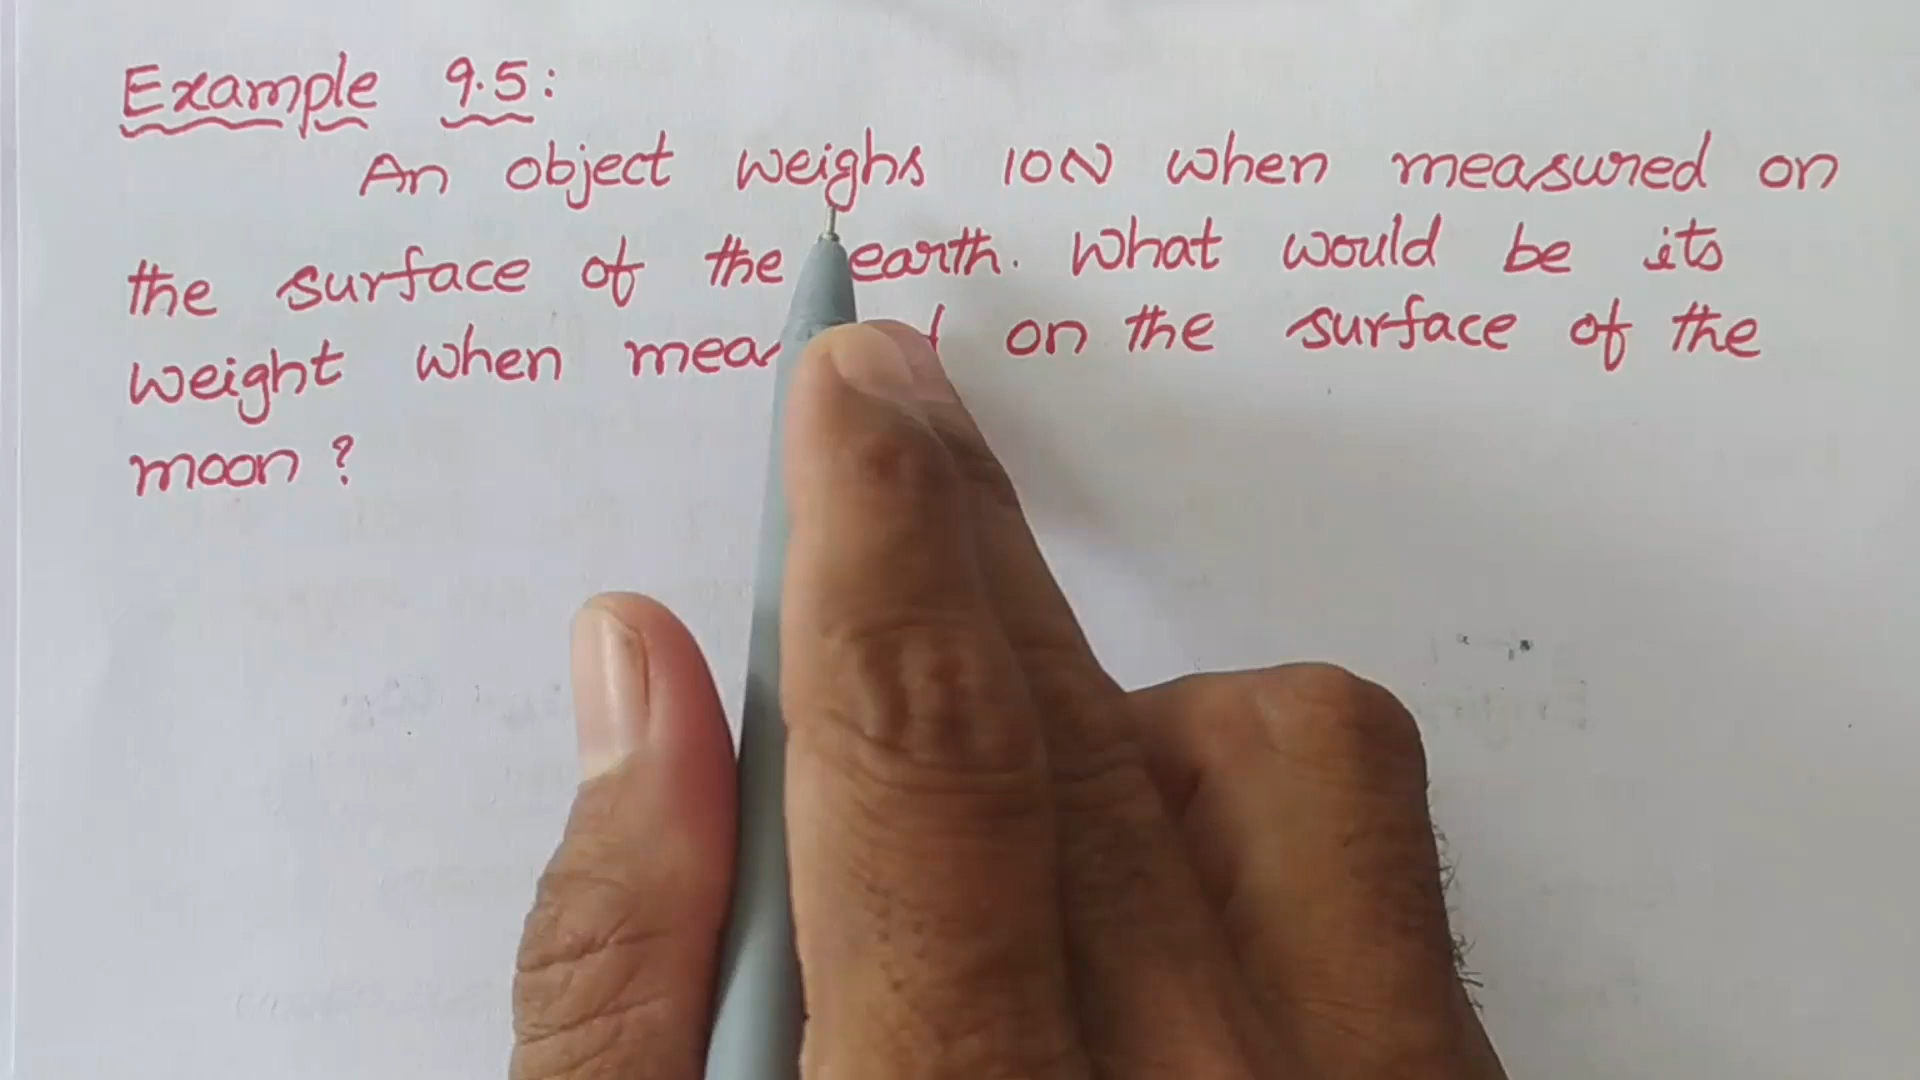 Example 9.5:
An object weighs 10N when measured on
the surface of the earth. What would be its
weight when on the surface of the
moon?